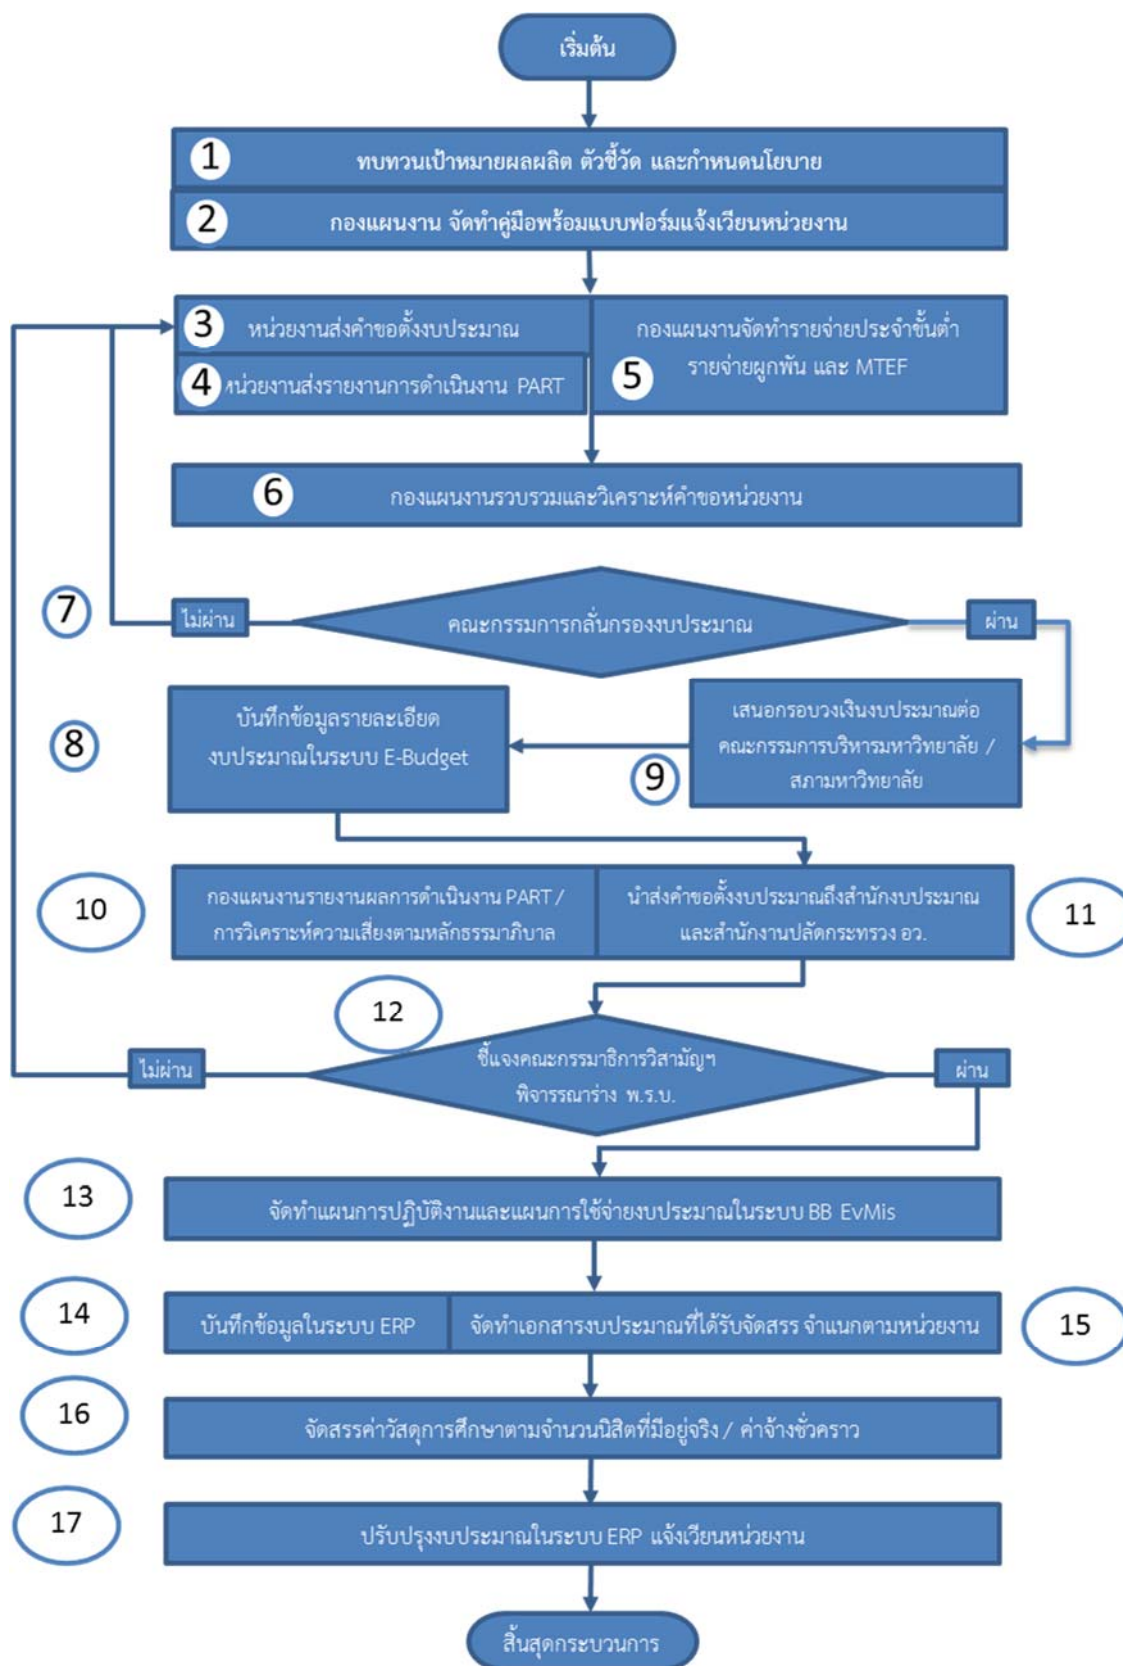 เริ่มต้น
1
ทบทวนเป้าหมายผลผลิต ตัวชี้วัด และกำหนดนโยบาย
2
กองแผนงาน จัดทำคู่มือพร้อมแบบฟอร์มแจ้งเวียนหน่วยงาน
3
หน่วยงานส่งคำขอตั้งงบประมาณ
4
หน่วยงานส่งรายงานการดำเนินงาน PART
กองแผนงานจัดทำรายจ่ายประจำขั้นต่ำ
5
รายจ่ายผูกพัน และ MTEF
6
กองแผนงานรวบรวมและวิเคราะห์คำขอหน่วยงาน
7
ไม่ผ่าน
คณะกรรมการกลั่นกรองงบประมาณ
ผ่าน
8
บันทึกข้อมูลรายละเอียด
งบประมาณในระบบ E-Budget
9
เสนอกรอบวงเงินงบประมาณต่อ
คณะกรรมการบริหารมหาวิทยาลัย /
สภามหาวิทยาลัย
10
กองแผนงานรายงานผลการดำเนินงาน PART /
การวิเคราะห์ความเสี่ยงตามหลักธรรมาภิบาล
นำส่งคำขอตั้งงบประมาณถึงสำนักงบประมาณ
และสำนักงานปลัดกระทรวง อว.
11
12
ไม่ผ่าน
ชี้แจงคณะกรรมาธิการวิสามัญฯ
พิจารรณาร่าง พ.ร.บ.
ผ่าน
13
จัดทำแผนการปฏิบัติงานและแผนการใช้จ่ายงบประมาณในระบบ BB EvMis
14
บันทึกข้อมูลในระบบ ERP
จัดทำเอกสารงบประมาณที่ได้รับจัดสรร จำแนกตามหน่วยงาน
15
16
จัดสรรค่าวัสดุการศึกษาตามจำนวนนิสิตที่มีอยู่จริง / ค่าจ้างชั่วคราว
17
ปรับปรุงงบประมาณในระบบ ERP แจ้งเวียนหน่วยงาน
สิ้นสุดกระบวนการ